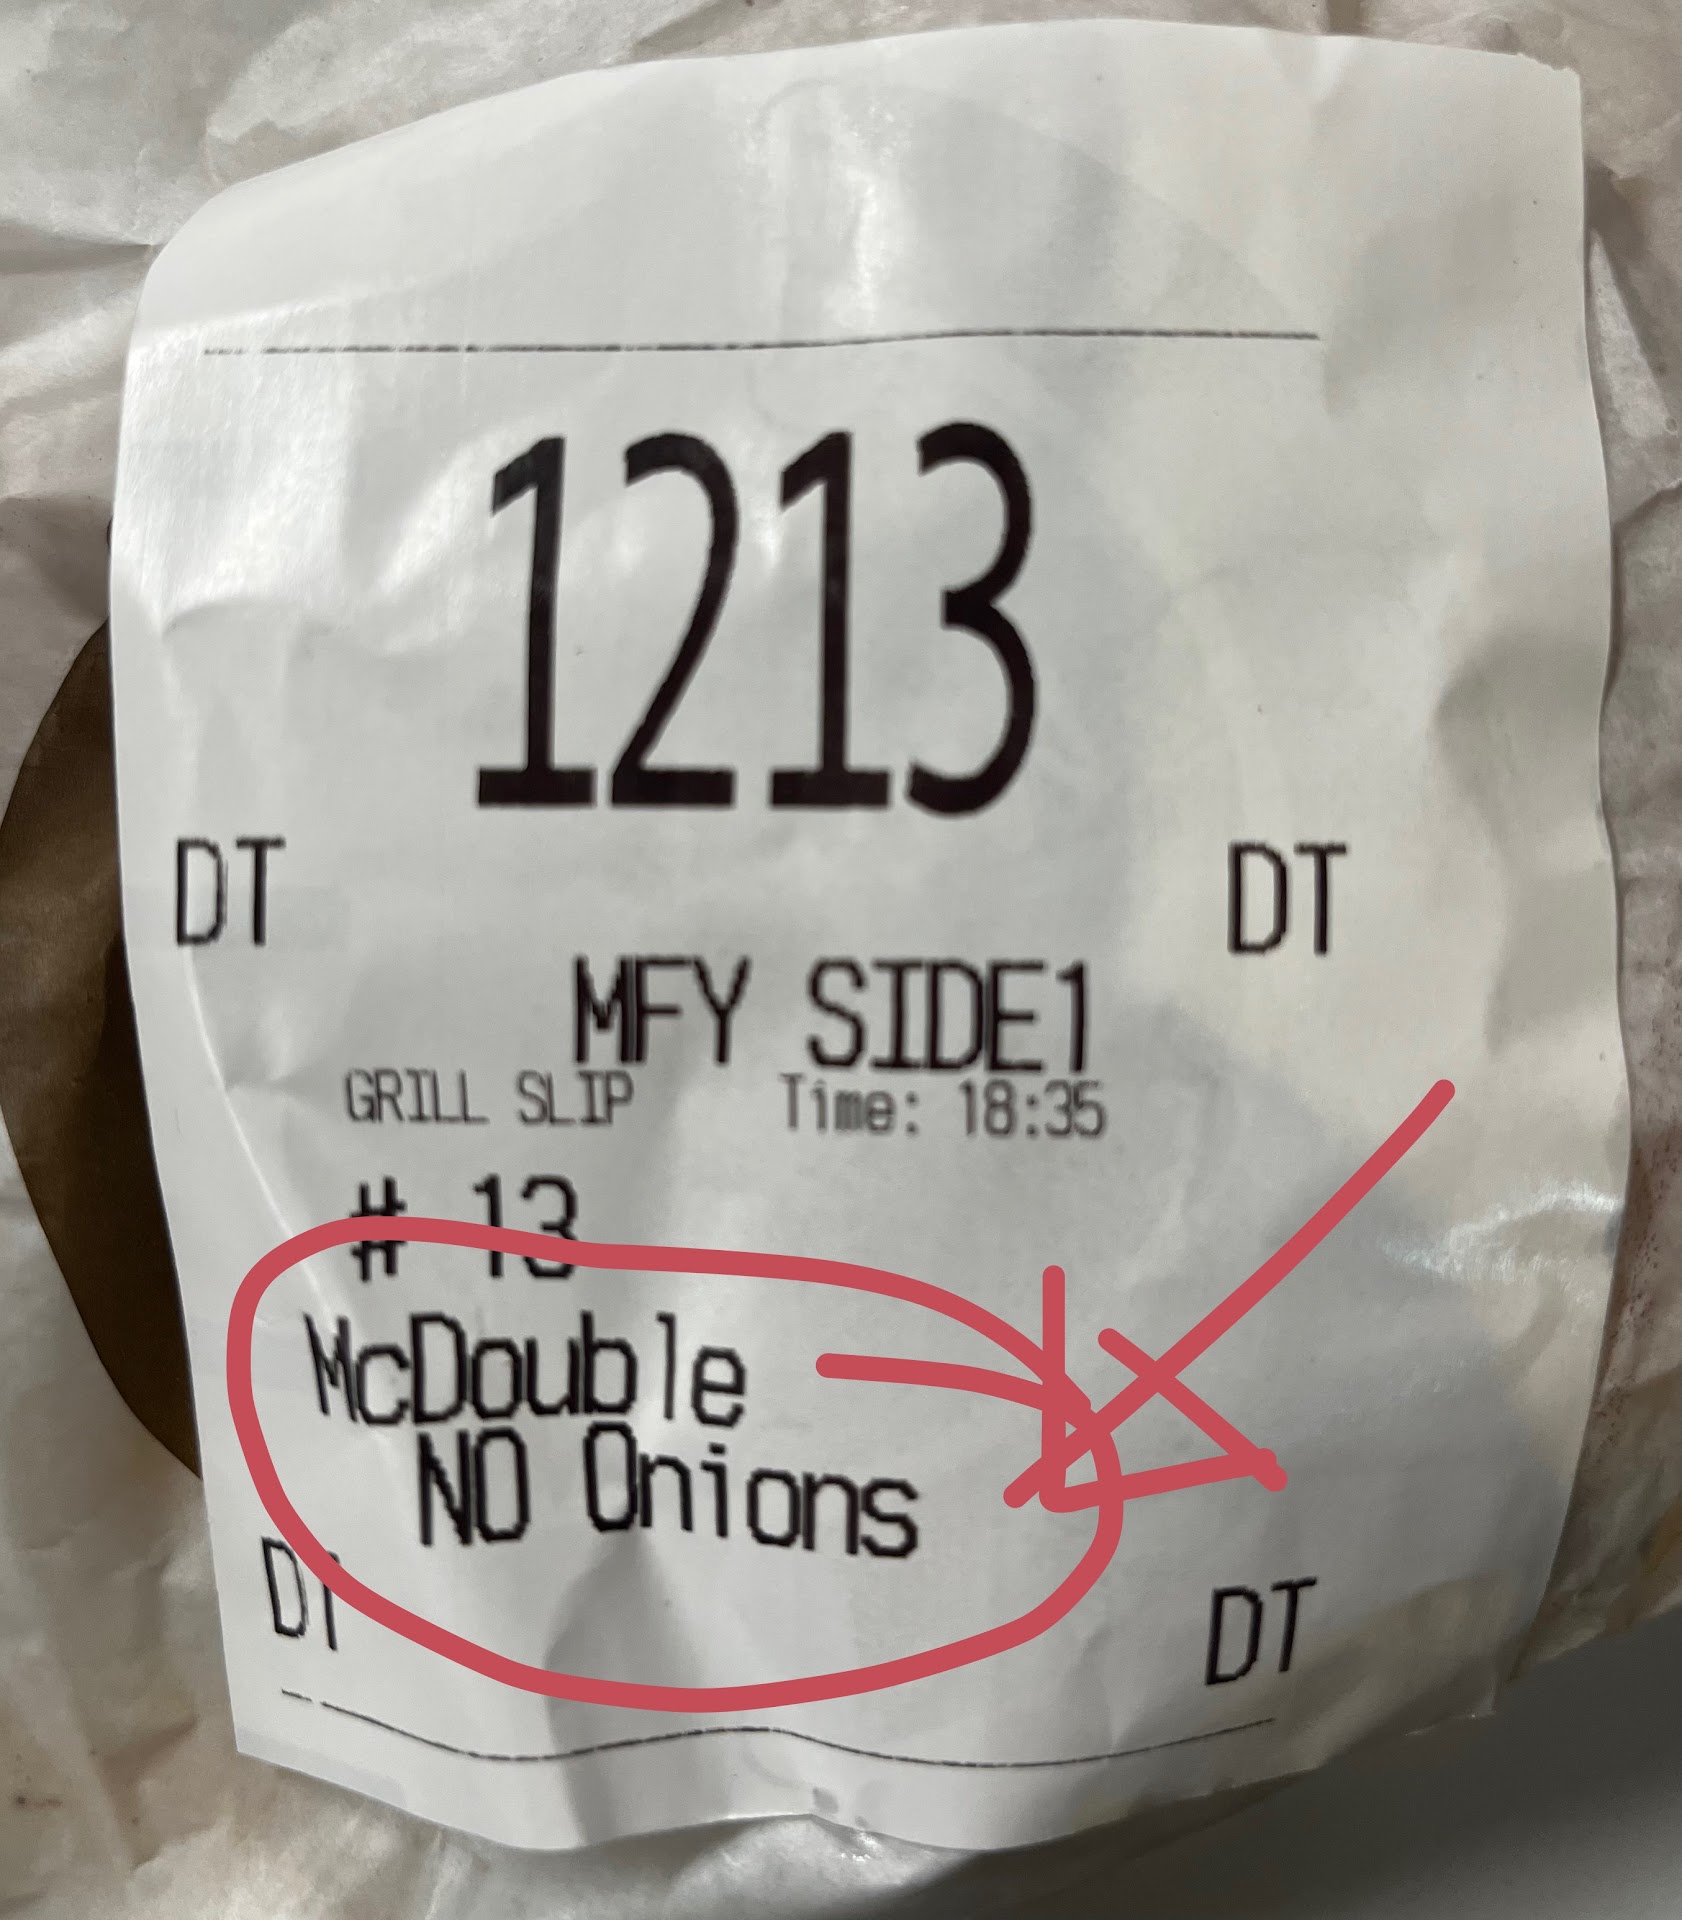 1213
DT DT
MFY SIDE1
GRILL SLIP Time: 18:35
# 13
McDouble
NO Onions
DT DT